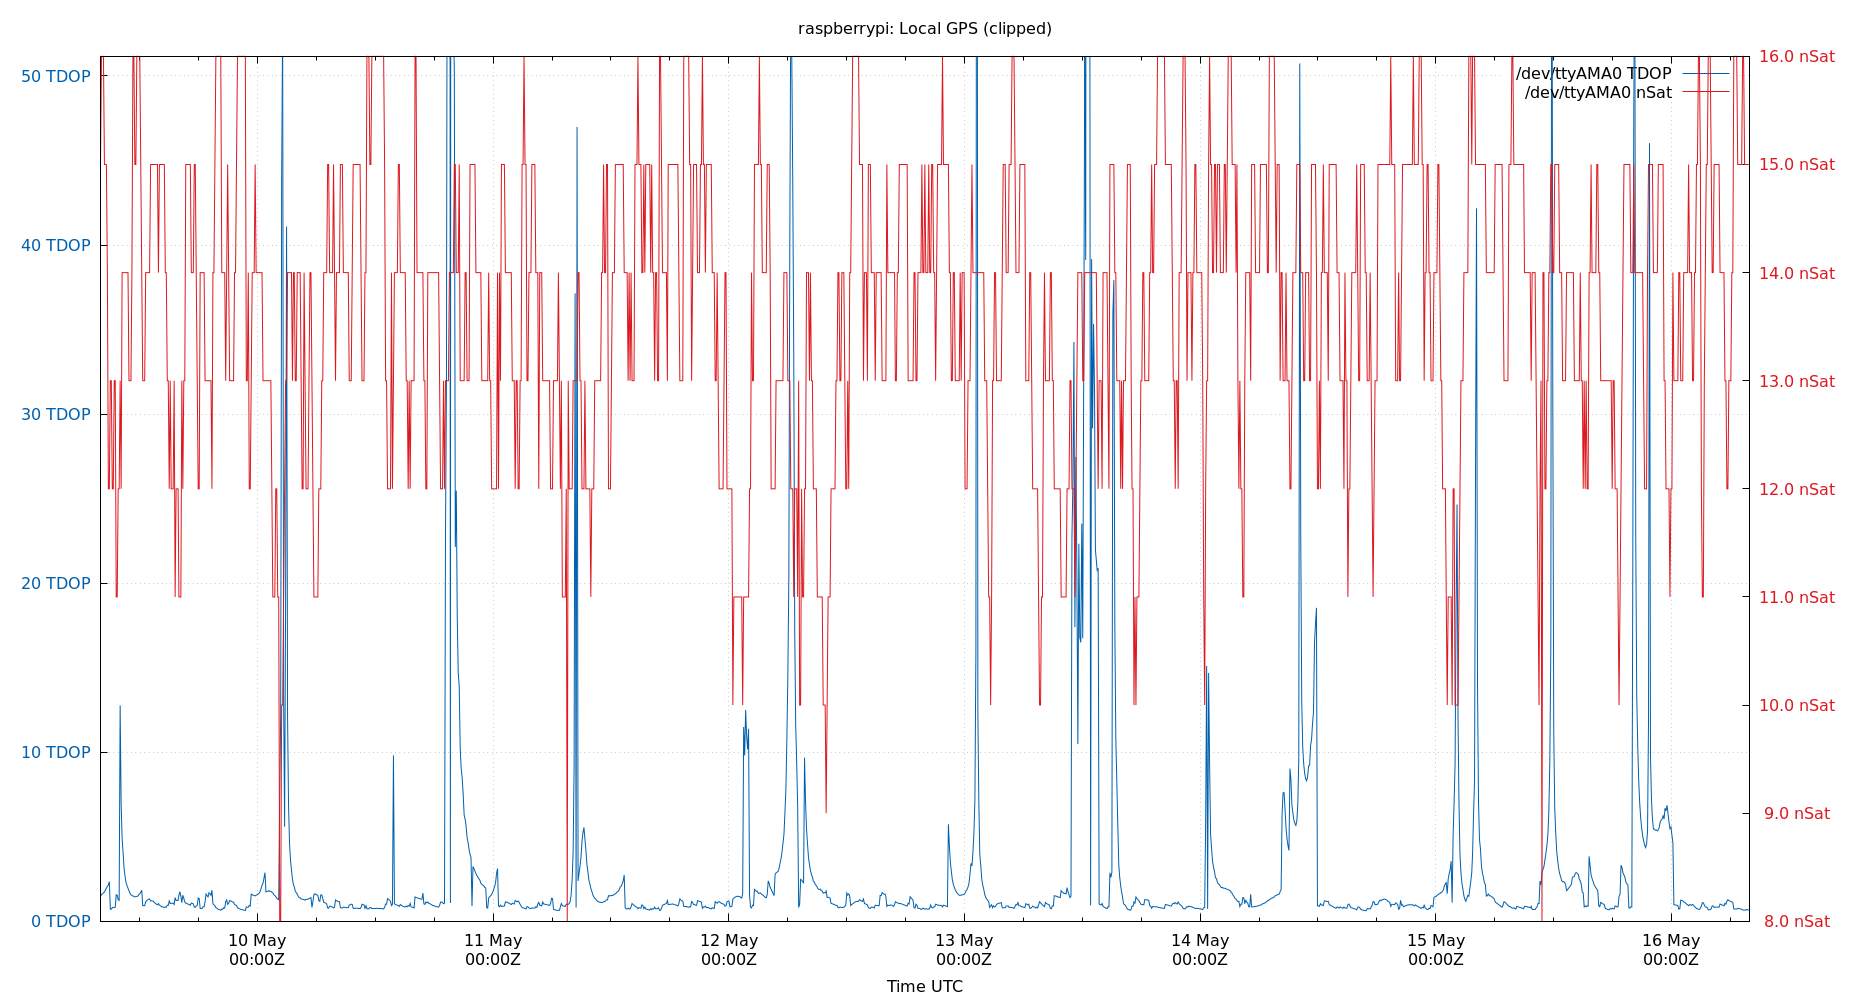 raspberrypi: Local GPS (clipped)
50 TDOP
40 TDOP
30 TDOP
20 TDOP
10 TDOP
0 TDOP
16.0 nSat
15.0 nSat
14.0 nSat
13.0 nSat
12.0 nSat
11.0 nSat
10.0 nSat
9.0 nSat
8.0 nSat
/dev/ttyAMA0 TDOP
/dev/ttyAMA0 nSat
10 May
00:00Z
11 May
00:00Z
12 May
00:00Z
13 May
00:00Z
14 May
00:00Z
15 May
00:00Z
16 May
00:00Z
Time UTC